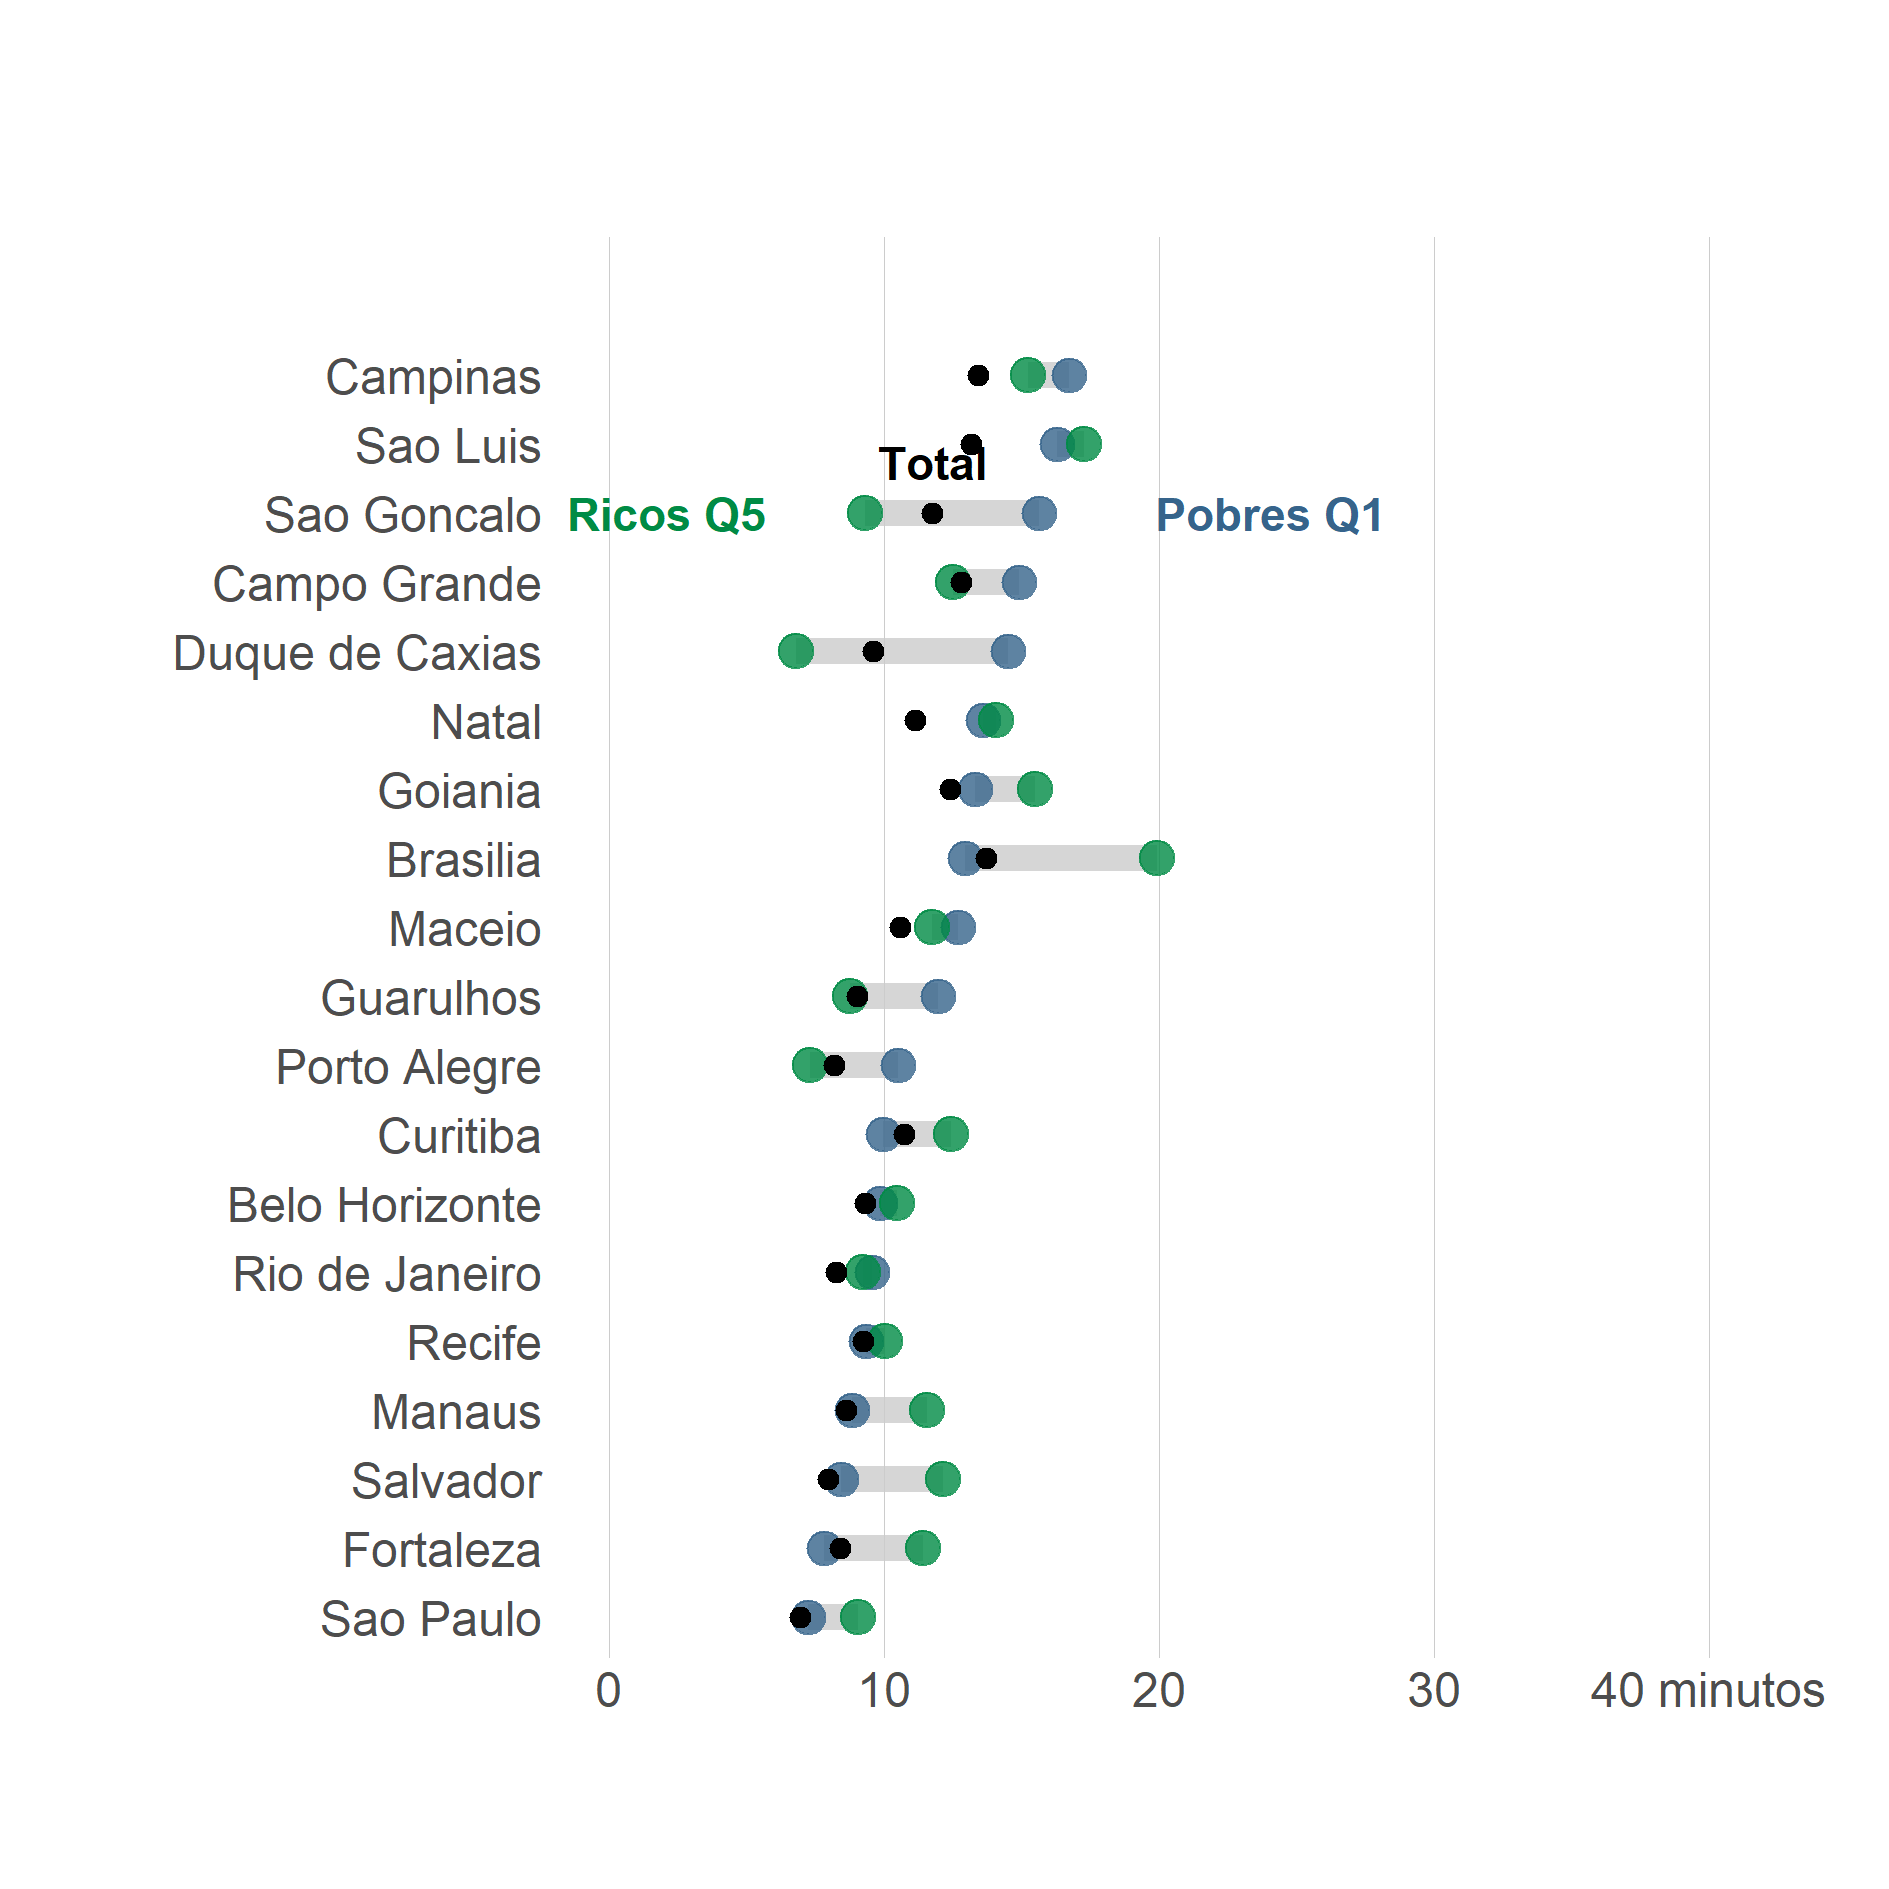 Campinas
Sao Luis
Total
Sao Goncalo Ricos Q5 Pobres Q1
Campo Grande
Duque de Caxias
Natal
Goiania
Brasilia
Maceio
Guarulhos
Porto Alegre
Curitiba
Belo Horizonte
Rio de Janeiro
Recife
Manaus
Salvador
Fortaleza
Sao Paulo
0 10 20 30 40 minutos